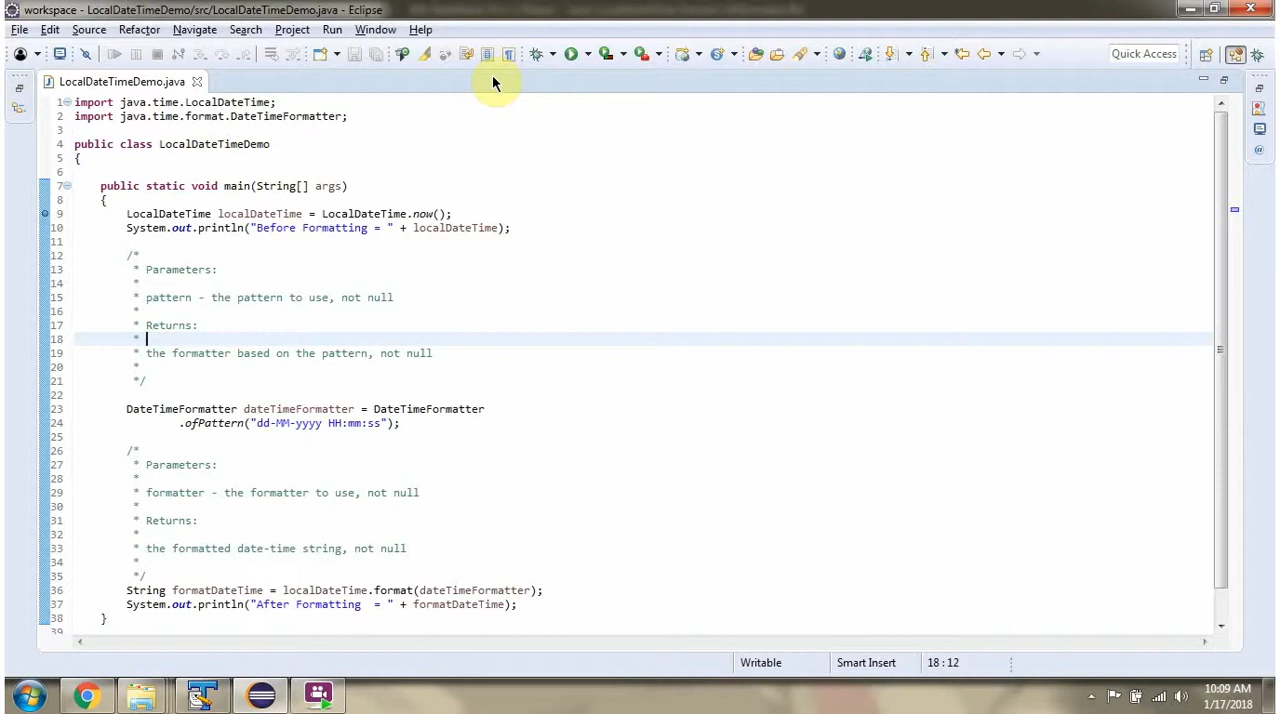 workspace - LocalDateTimeDemo/src/LocalDateTimeDemo.java - Eclipse
File Edit Source Refactor Navigate Search Project Run Window Help
Quick Access
LocalDateTimeDemo.java
1 import java.time.LocalDateTime;
2 import java.time.format.DateTimeFormatter;
3
4 public class LocalDateTimeDemo
5 {
6
7 public static void main(String[] args)
8 {
9 LocalDateTime localDateTime = LocalDateTime.now();
10 System.out.println("Before Formatting = " + localDateTime);
11
12 /*
13 * Parameters:
14 *
15 * pattern - the pattern to use, not null
16 *
17 * Returns:
18 *
19 * the formatter based on the pattern, not null
20 *
21 */
22
23 DateTimeFormatter dateTimeFormatter = DateTimeFormatter
24 .ofPattern("dd-MM-yyyy HH:mm:ss");
25
26 /*
27 * Parameters:
28 *
29 * formatter - the formatter to use, not null
30 *
31 * Returns:
32 *
33 * the formatted date-time string, not null
34 *
35 */
36 String formatDateTime = localDateTime.format(dateTimeFormatter);
37 System.out.println("After Formatting  = " + formatDateTime);
38 }
39
Writable Smart Insert 18 : 12
10:09 AM
1/17/2018